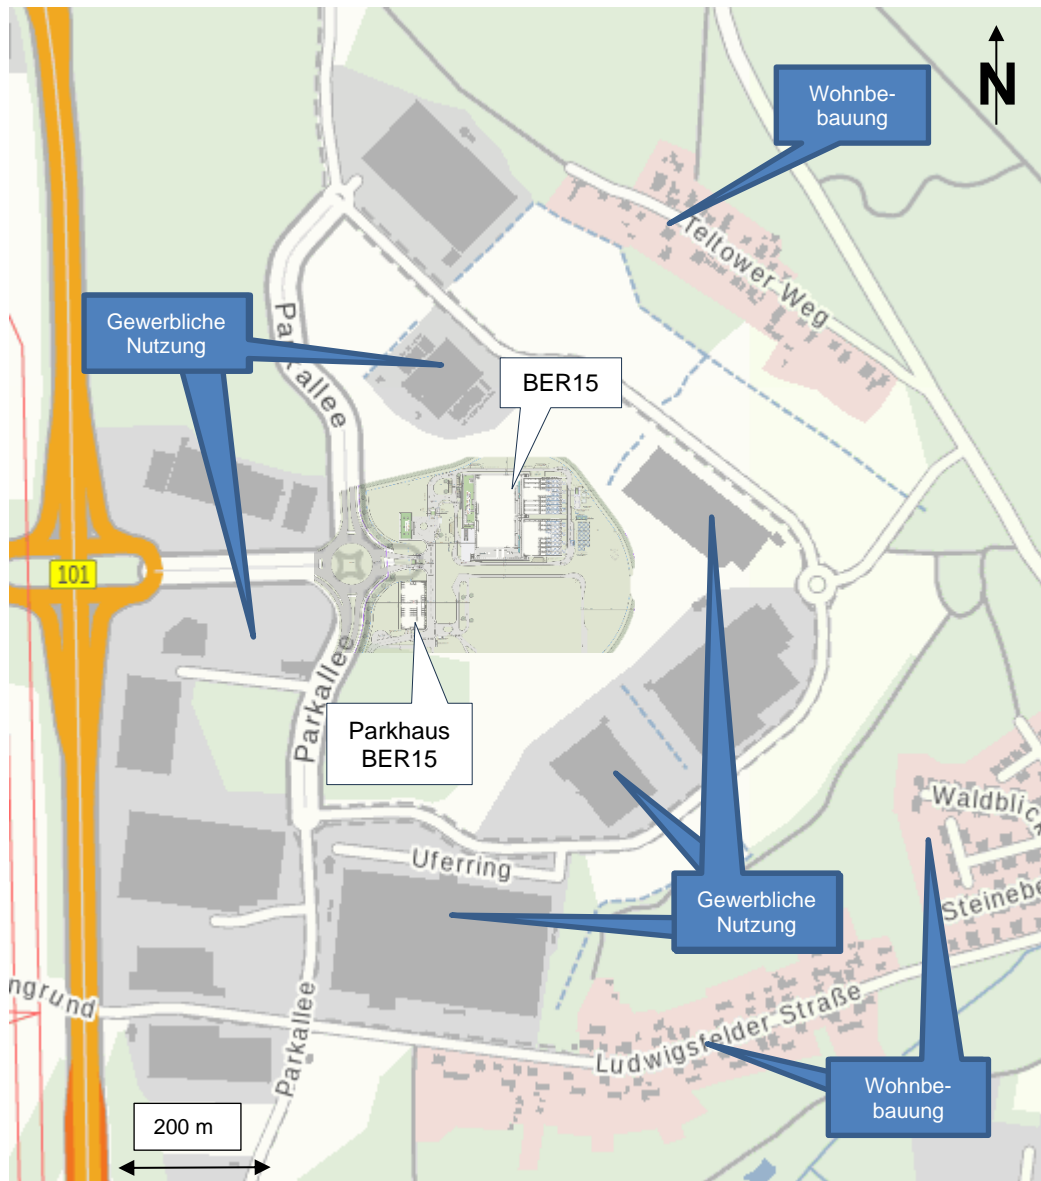 N
Wohnbe-
bauung
Teltower Weg
Parkallee
Gewerbliche
Nutzung
BER15
101
Parkallee
Parkhaus
BER15
Waldblick
Uferring
Steinebe
Gewerbliche
Nutzung
ngrund
Parkallee
Ludwigsfelder Straße
Wohnbe-
bauung
200 m